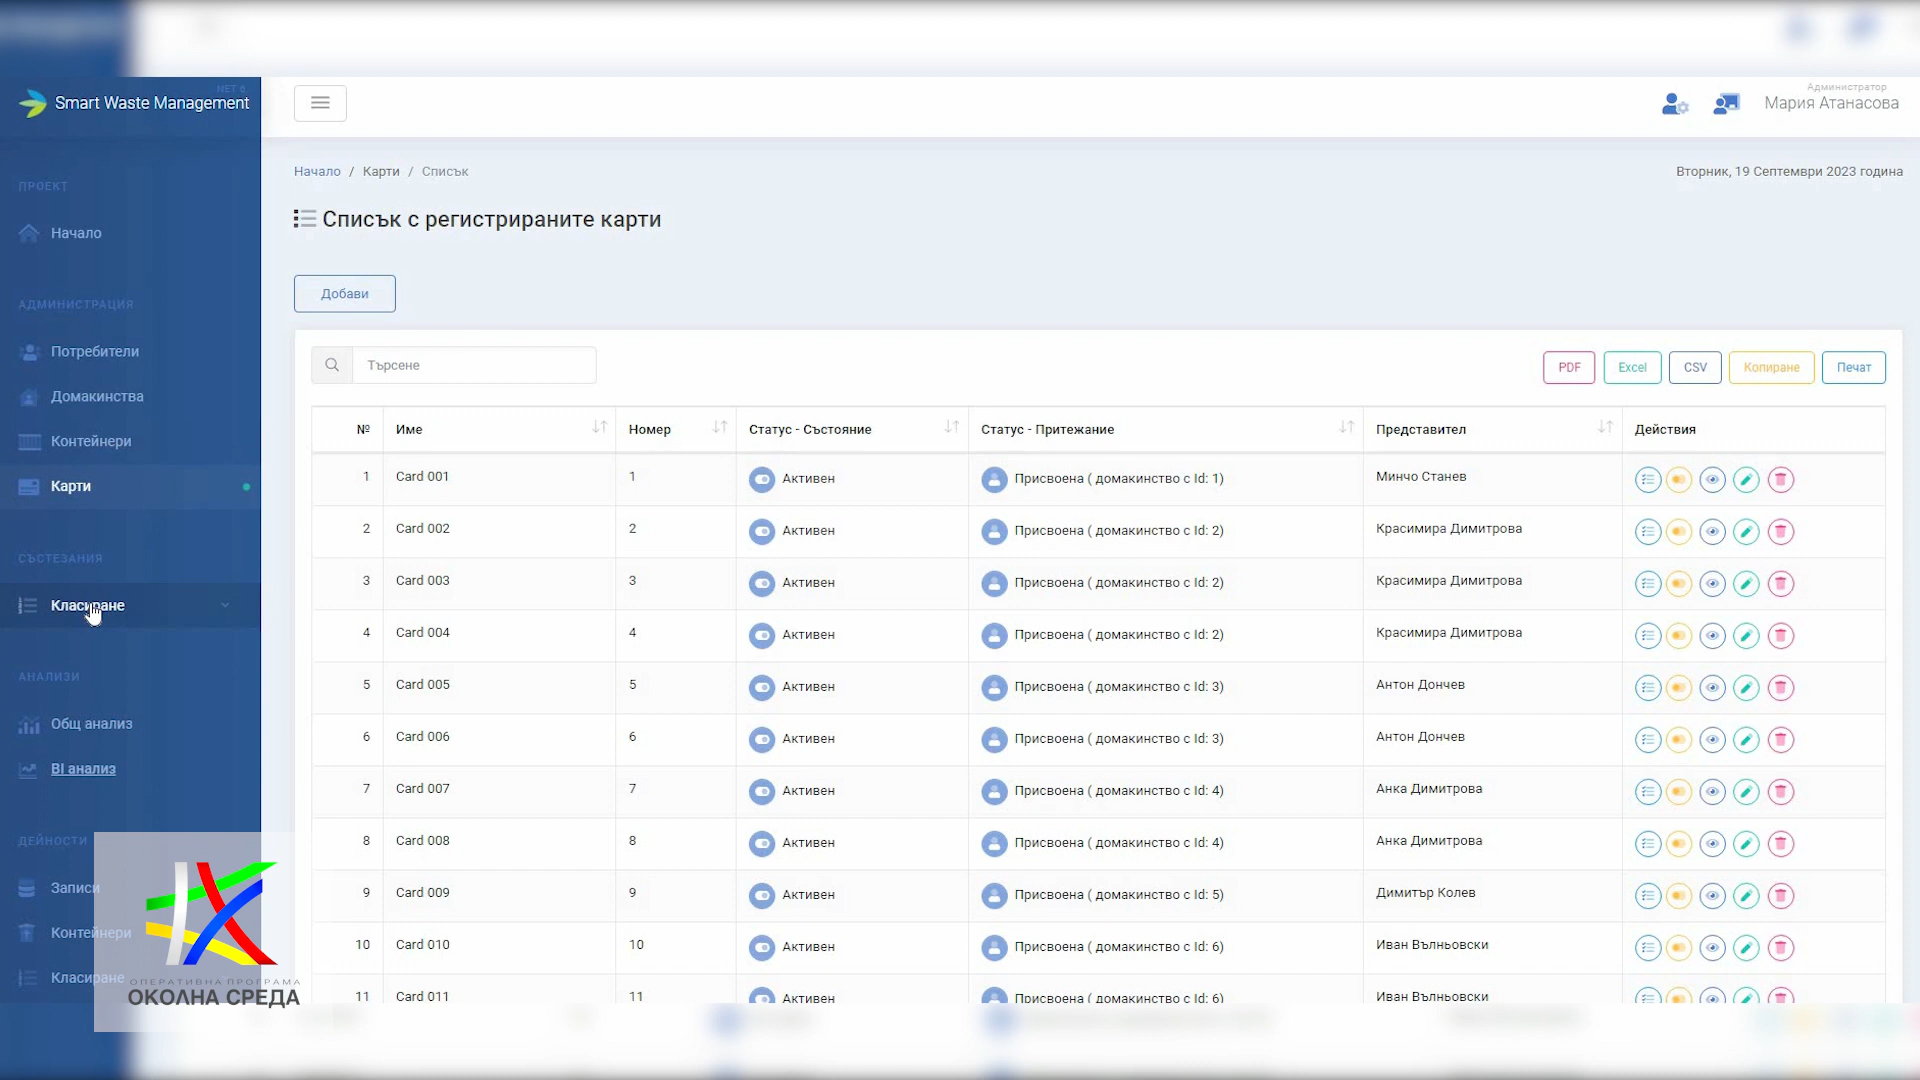 NET 6
Smart Waste Management
Администратор
Мария Атанасова
ПРОЕКТ
Начало
АДМИНИСТРАЦИЯ
Потребители
Домакинства
Контейнери
Карти
СЪСТЕЗАНИЯ
Класиране
АНАЛИЗИ
Общ анализ
BI анализ
ДЕЙНОСТИ
Записи
Контейнери
Класиране
ОПЕРАТИВНА ПРОГРАМА
ОКОЛНА СРЕДА
Начало / Карти / Списък
Вторник, 19 Септември 2023 година
Списък с регистрираните карти
Добави
Търсене
PDF Excel CSV Копиране Печат
№ Име Номер Статус - Състояние Статус - Притежание Представител Действия
1 Card 001 1 Активен Присвоена ( домакинство с Id: 1) Минчо Станев
2 Card 002 2 Активен Присвоена ( домакинство с Id: 2) Красимира Димитрова
3 Card 003 3 Активен Присвоена ( домакинство с Id: 2) Красимира Димитрова
4 Card 004 4 Активен Присвоена ( домакинство с Id: 2) Красимира Димитрова
5 Card 005 5 Активен Присвоена ( домакинство с Id: 3) Антон Дончев
6 Card 006 6 Активен Присвоена ( домакинство с Id: 3) Антон Дончев
7 Card 007 7 Активен Присвоена ( домакинство с Id: 4) Анка Димитрова
8 Card 008 8 Активен Присвоена ( домакинство с Id: 4) Анка Димитрова
9 Card 009 9 Активен Присвоена ( домакинство с Id: 5) Димитър Колев
10 Card 010 10 Активен Присвоена ( домакинство с Id: 6) Иван Вълньовски
11 Card 011 11 Активен Присвоена ( домакинство с Id: 6) Иван Вълньовски